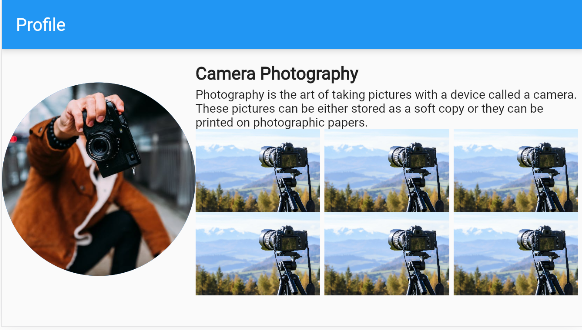 Profile
Camera Photography
Photography is the art of taking pictures with a device called a camera.
These pictures can be either stored as a soft copy or they can be
printed on photographic papers.